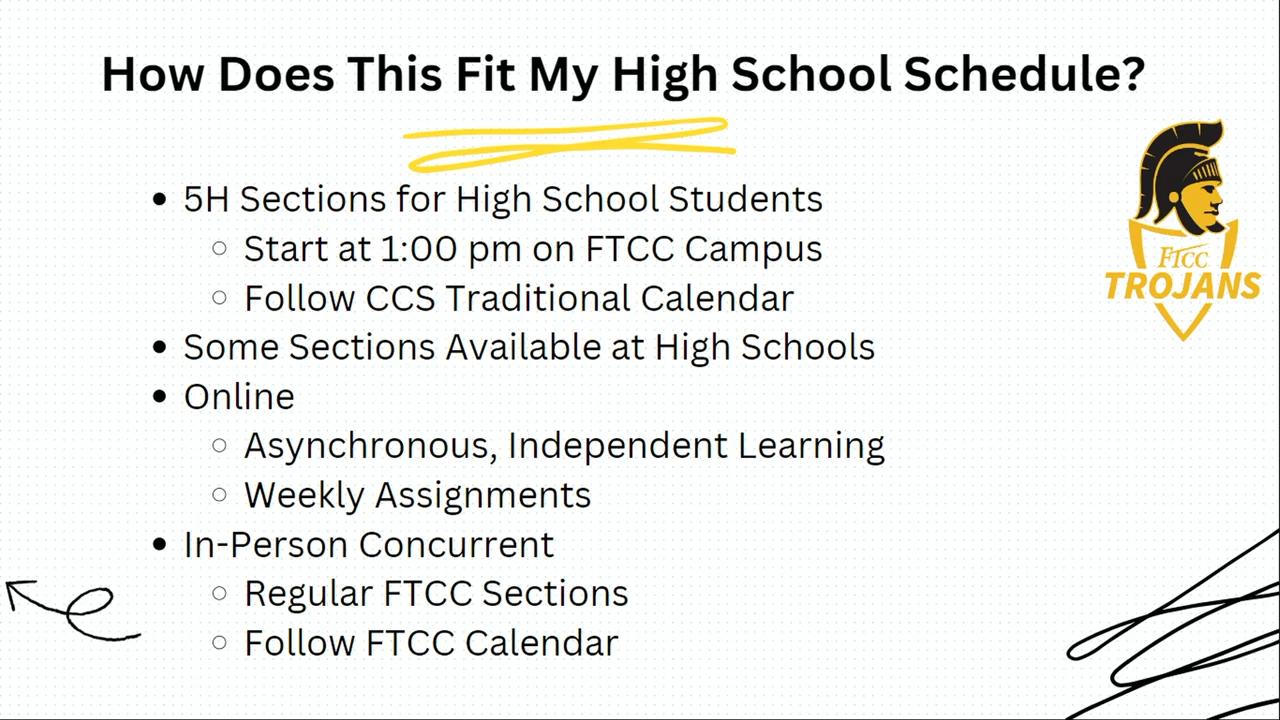 How Does This Fit My High School Schedule?
5H Sections for High School Students
Start at 1:00 pm on FTCC Campus
Follow CCS Traditional Calendar
Some Sections Available at High Schools
Online
Asynchronous, Independent Learning
Weekly Assignments
In-Person Concurrent
Regular FTCC Sections
Follow FTCC Calendar
FTCC
TROJANS